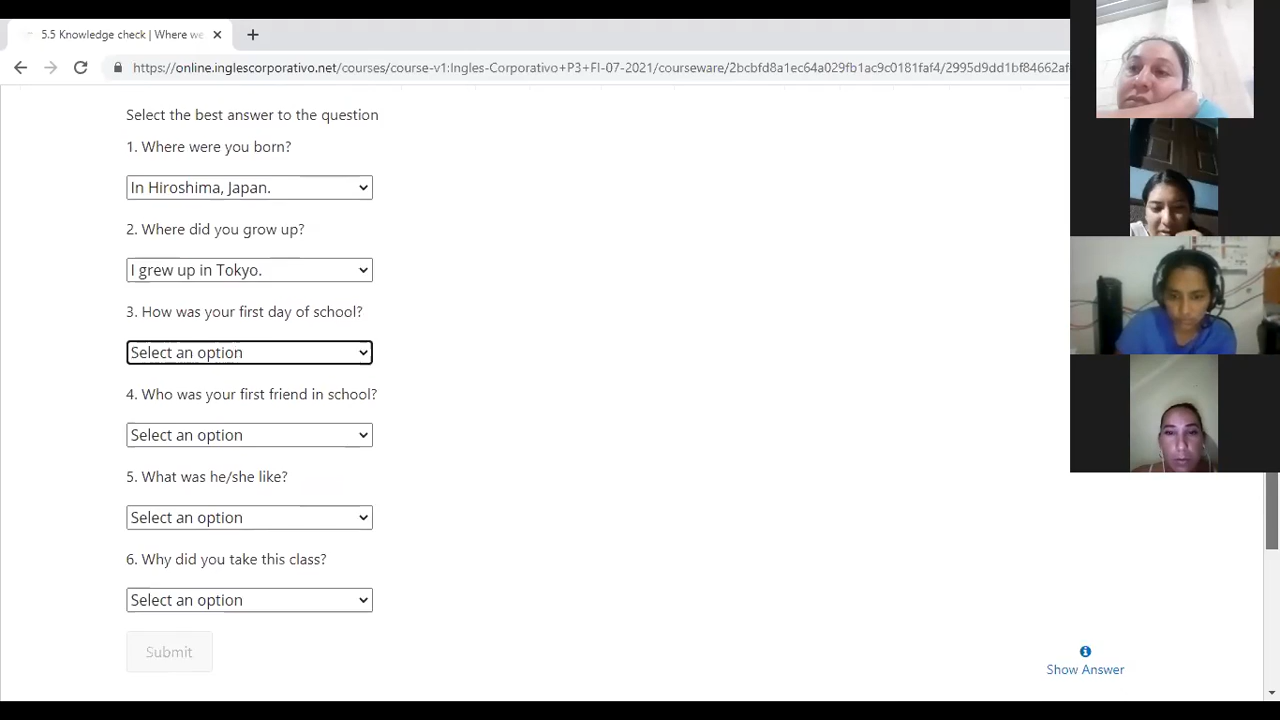 5.5 Knowledge check | Where we
https://online.inglescorporativo.net/courses/course-v1:Ingles-Corporativo+P3+FI-07-2021/courseware/2bcbfd8a1ec64a029fb1ac9c0181faf4/2995d9dd1bf84662af
Select the best answer to the question
1. Where were you born?
In Hiroshima, Japan.
2. Where did you grow up?
I grew up in Tokyo.
3. How was your first day of school?
Select an option
4. Who was your first friend in school?
Select an option
5. What was he/she like?
Select an option
6. Why did you take this class?
Select an option
Submit
Show Answer